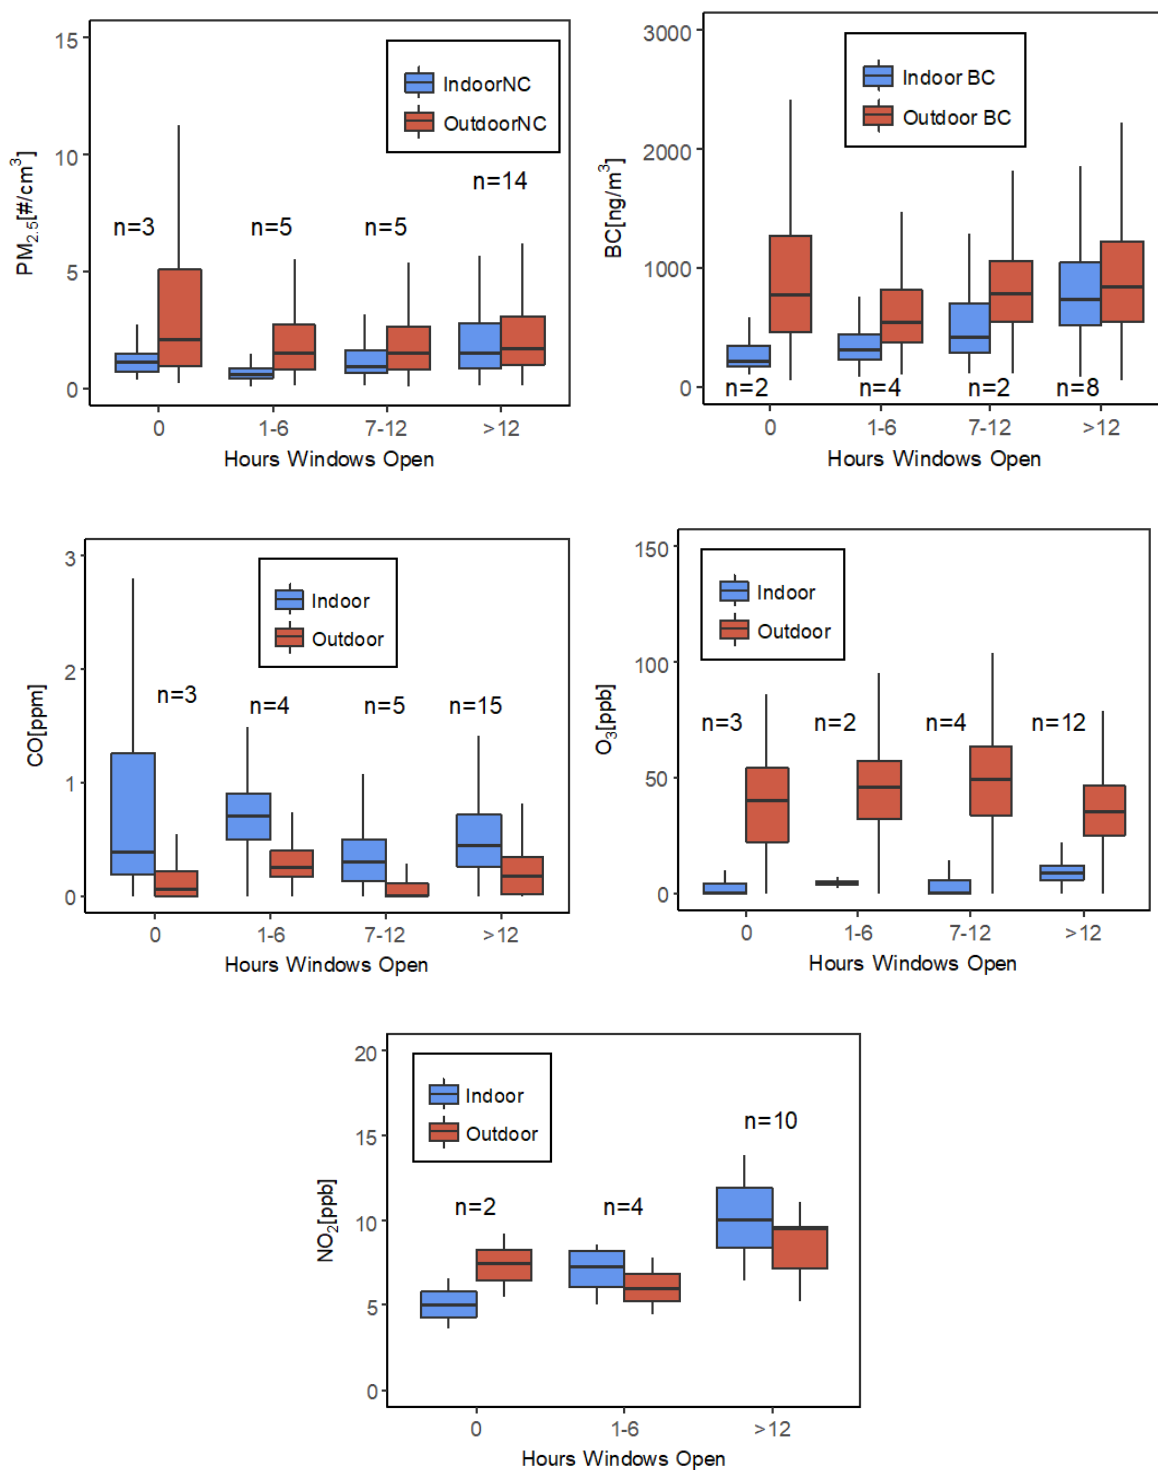 15
10
5
0
PM2.5[#/cm3]
IndoorNC
OutdoorNC
n=3
n=5
n=5
n=14
0
1-6
7-12
>12
Hours Windows Open
3000
2000
1000
0
BC[ng/m3]
Indoor BC
Outdoor BC
n=2
n=4
n=2
n=8
0
1-6
7-12
>12
Hours Windows Open
3
2
1
0
CO[ppm]
Indoor
Outdoor
n=3
n=4
n=5
n=15
0
1-6
7-12
>12
Hours Windows Open
150
100
50
0
O3[ppb]
Indoor
Outdoor
n=3
n=2
n=4
n=12
0
1-6
7-12
>12
Hours Windows Open
20
15
10
5
0
NO2[ppb]
Indoor
Outdoor
n=2
n=4
n=10
0
1-6
>12
Hours Windows Open